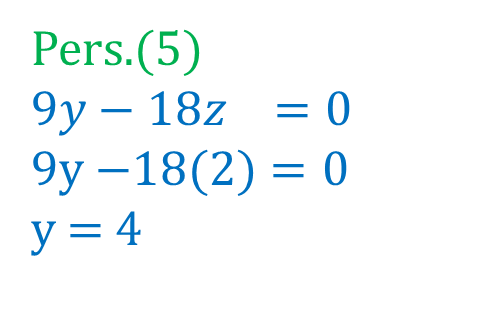 Pers.(5)
9y − 18z = 0
9y −18(2) = 0
y = 4